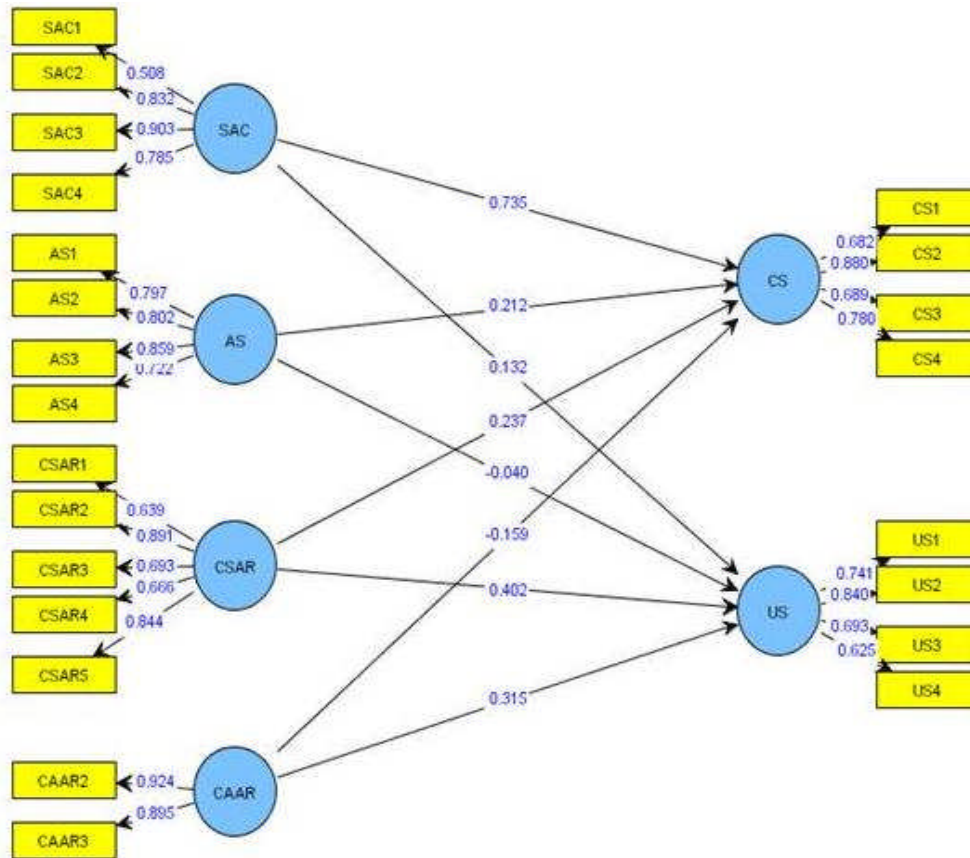 SAC1
SAC2
SAC3
SAC4
0.508
0.832
0.903
0.785
SAC
AS1
AS2
AS3
AS4
0.797
0.802
0.859
0.722
AS
CSAR1
CSAR2
CSAR3
CSAR4
CSAR5
0.639
0.891
0.693
0.666
0.844
CSAR
CAAR2
CAAR3
0.924
0.895
CAAR
0.735
0.212
0.132
0.237
-0.040
-0.159
0.402
0.315
CS
0.682
0.880
0.689
0.780
CS1
CS2
CS3
CS4
US
0.741
0.840
0.693
0.625
US1
US2
US3
US4